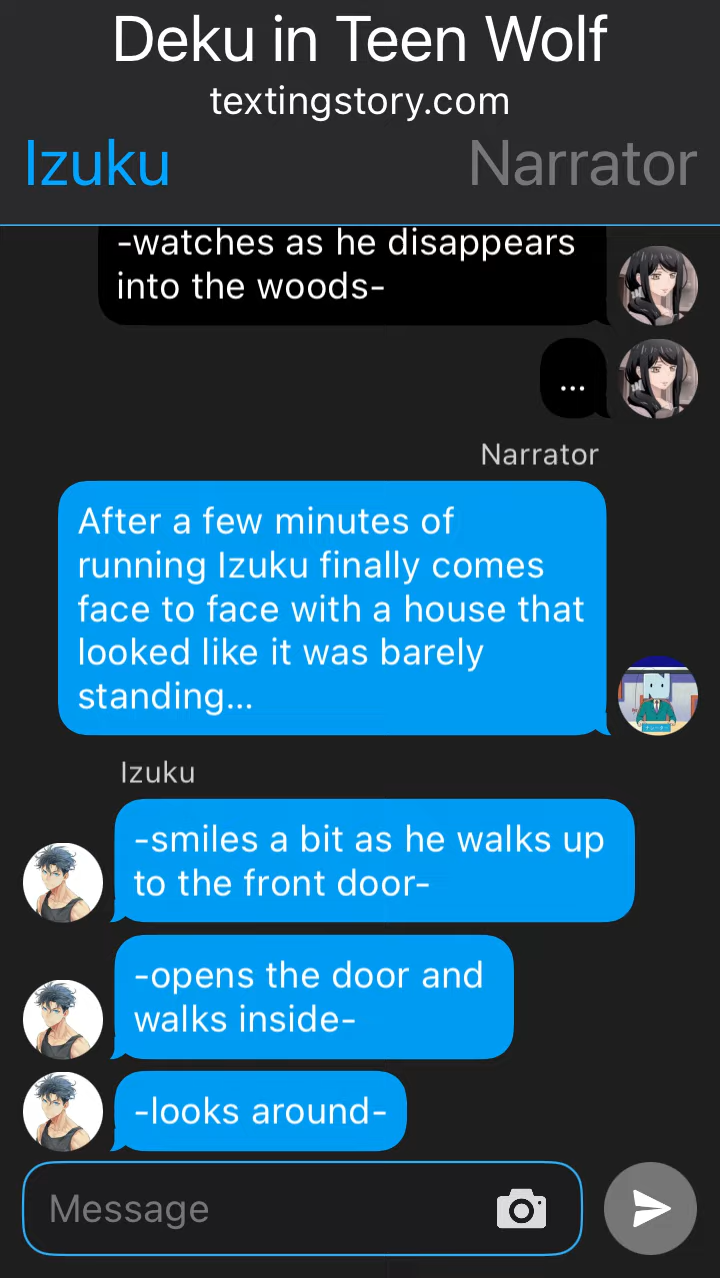 Deku in Teen Wolf
textingstory.com
Izuku
Narrator
-watches as he disappears
into the woods-
...
Narrator
After a few minutes of
running Izuku finally comes
face to face with a house that
looked like it was barely
standing...
Izuku
-smiles a bit as he walks up
to the front door-
-opens the door and
walks inside-
-looks around-
Message